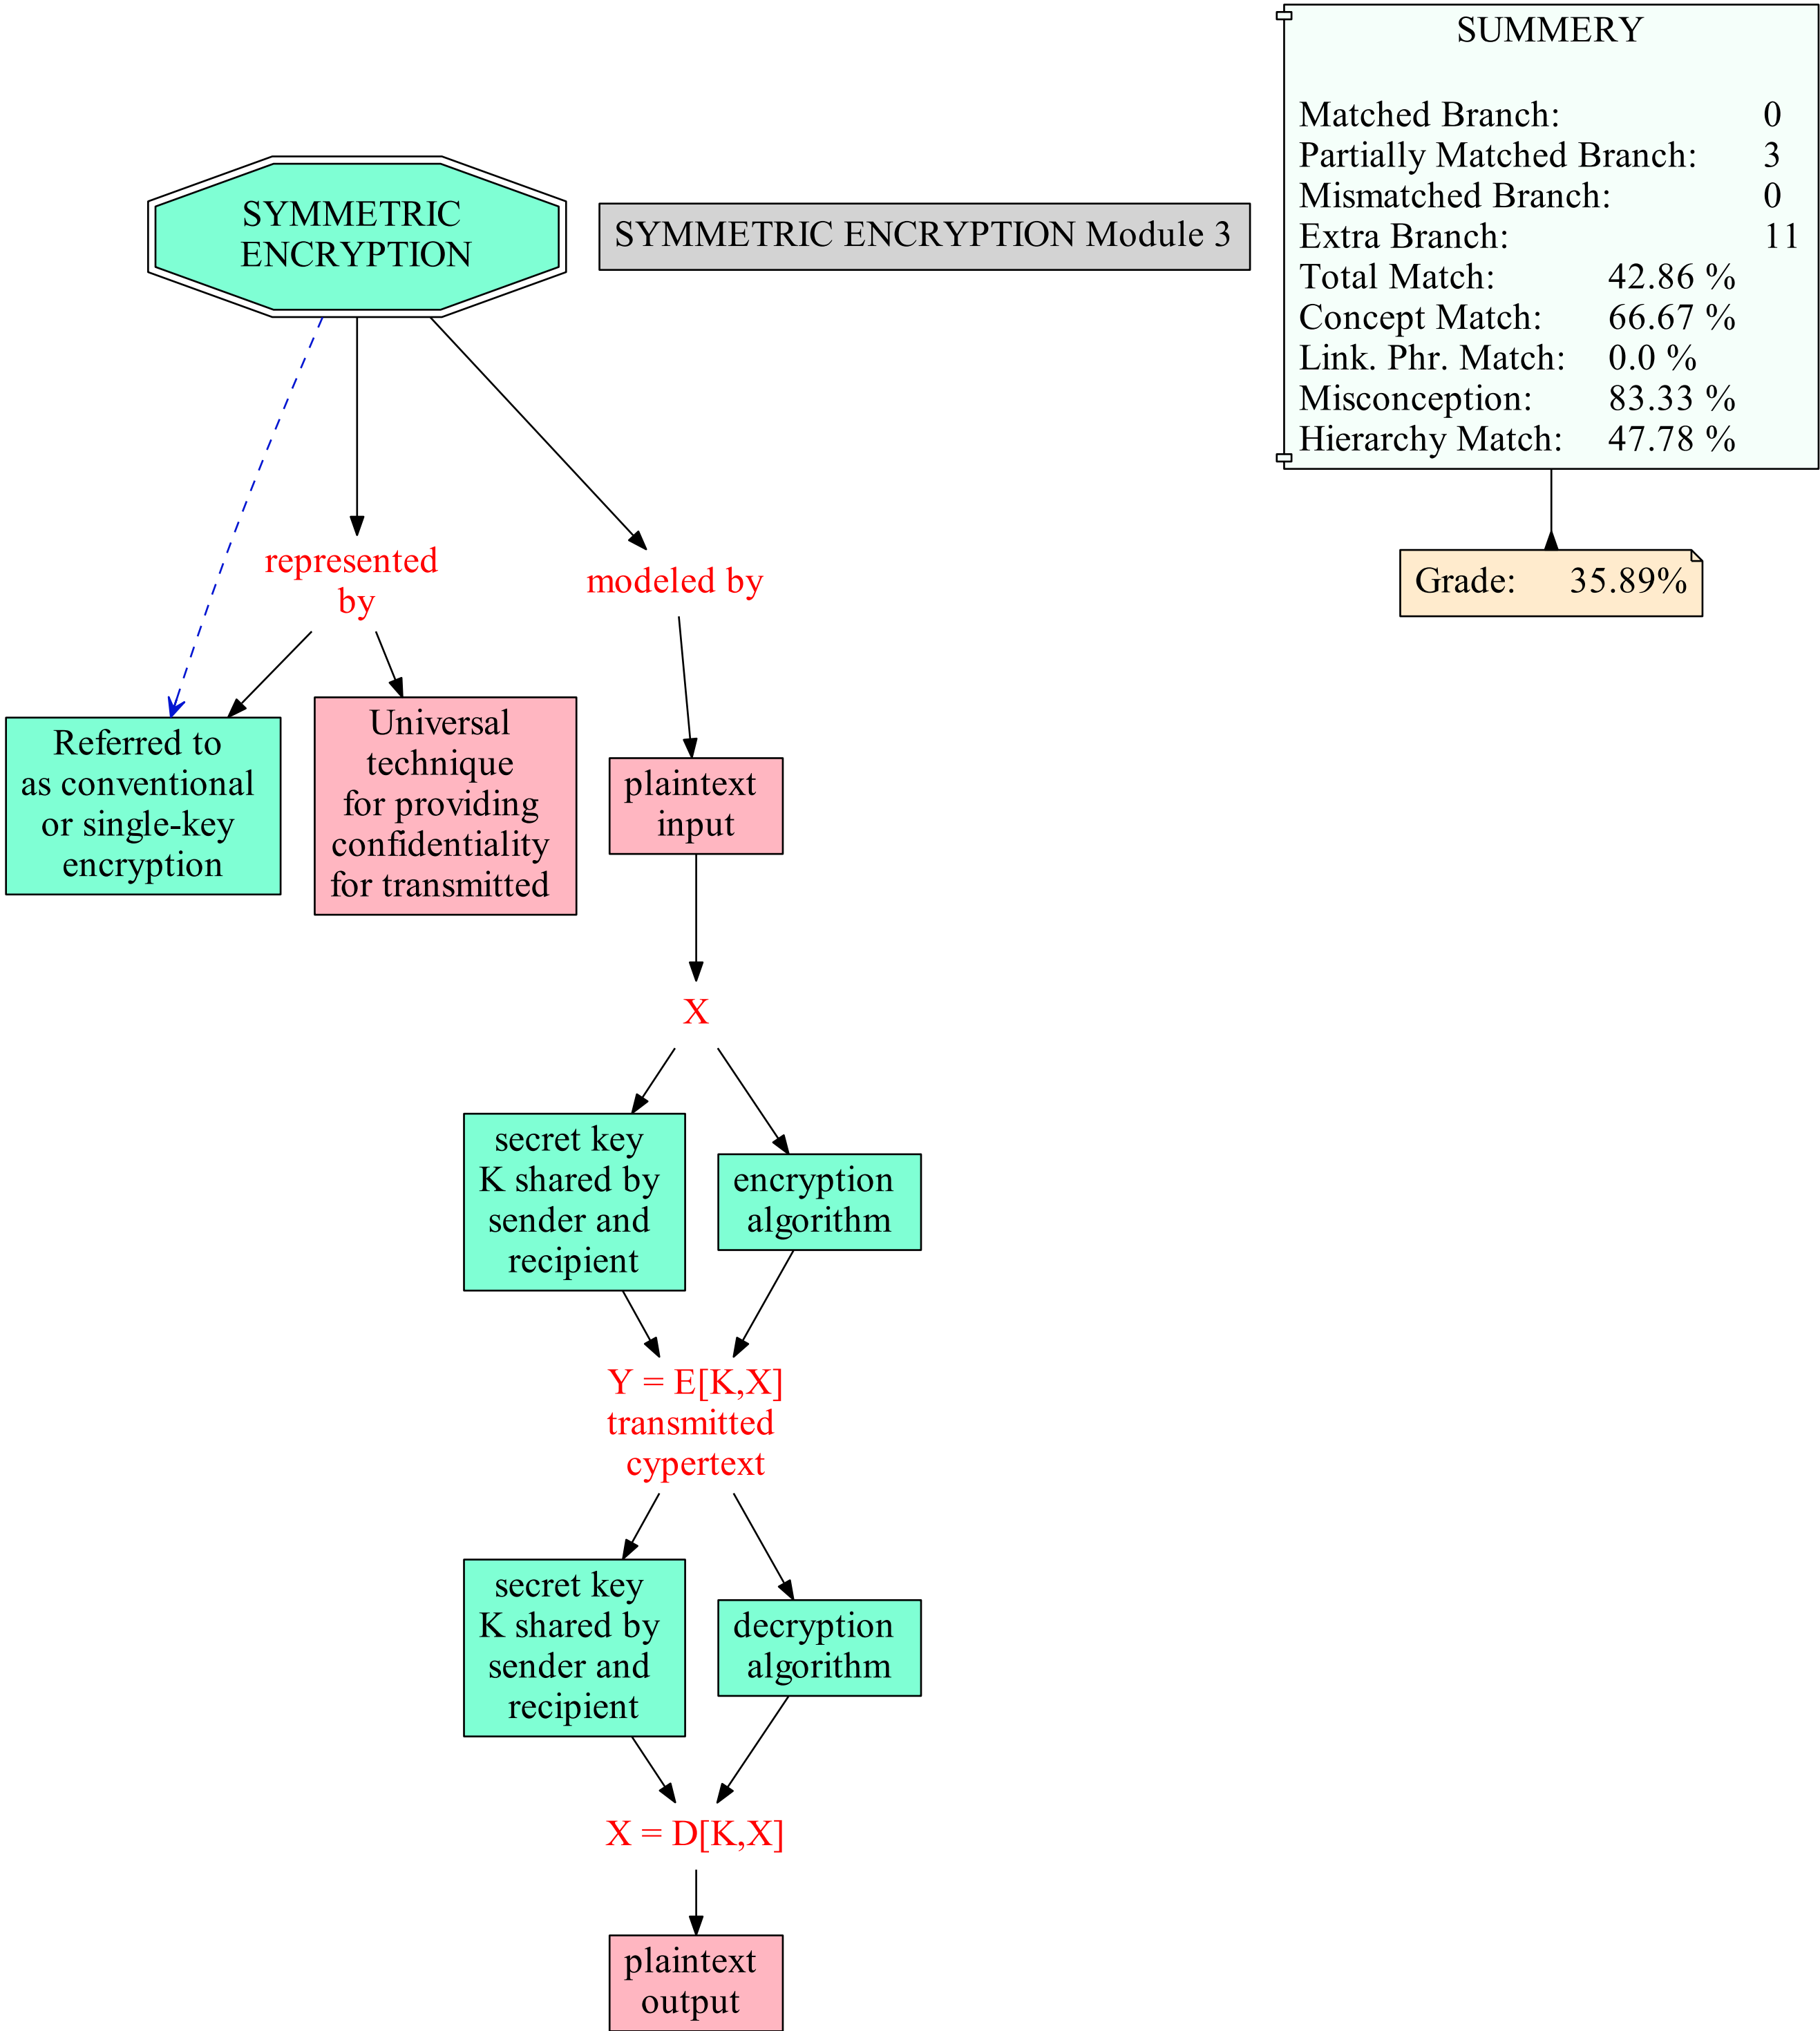 SUMMERY
Matched Branch: 0
Partially Matched Branch: 3
Mismatched Branch: 0
Extra Branch: 11
Total Match: 42.86 %
Concept Match: 66.67 %
Link. Phr. Match: 0.0 %
Misconception: 83.33 %
Hierarchy Match: 47.78 %
Grade: 35.89%
SYMMETRIC
ENCRYPTION
SYMMETRIC ENCRYPTION Module 3
represented
by
modeled by
Referred to
as conventional
or single-key
encryption
Universal
technique
for providing
confidentiality
for transmitted
plaintext
input
X
secret key
K shared by
sender and
recipient
encryption
algorithm
Y = E[K,X]
transmitted
cypertext
secret key
K shared by
sender and
recipient
decryption
algorithm
X = D[K,X]
plaintext
output